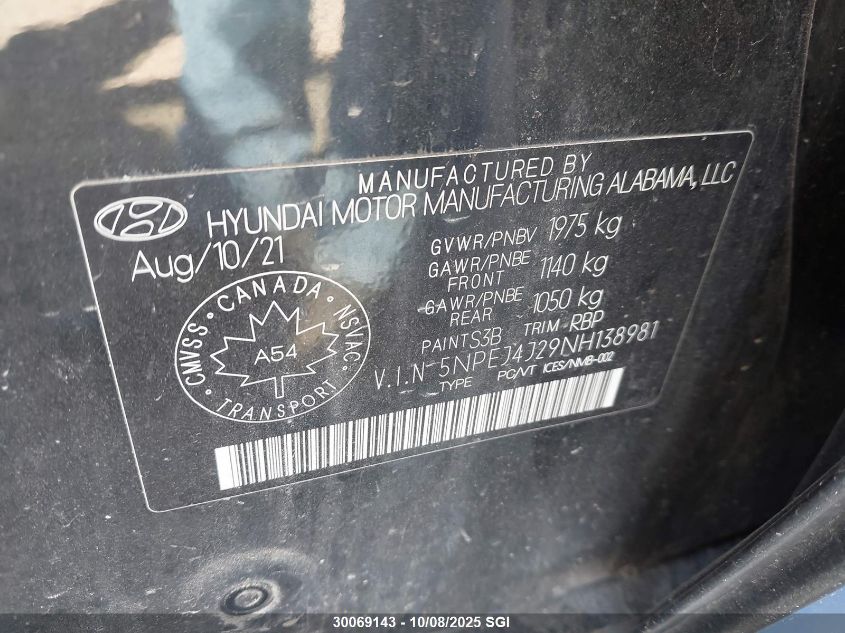 MANUFACTURED BY
HYUNDAI MOTOR MANUFACTURING ALABAMA, LLC
Aug/10/21
GVWR/PNBV 1975 kg
GAWR/PNBE FRONT 1140 kg
GAWR/PNBE REAR 1050 kg
PAINT S3B TRIM RBP
V.I.N 5NPEJ4J29NH138981
TYPE PC/VT ICES/NMB-002
CMVSS · CANADA · NSVAC
A54
· TRANSPORT ·
30069143 - 10/08/2025 SGI